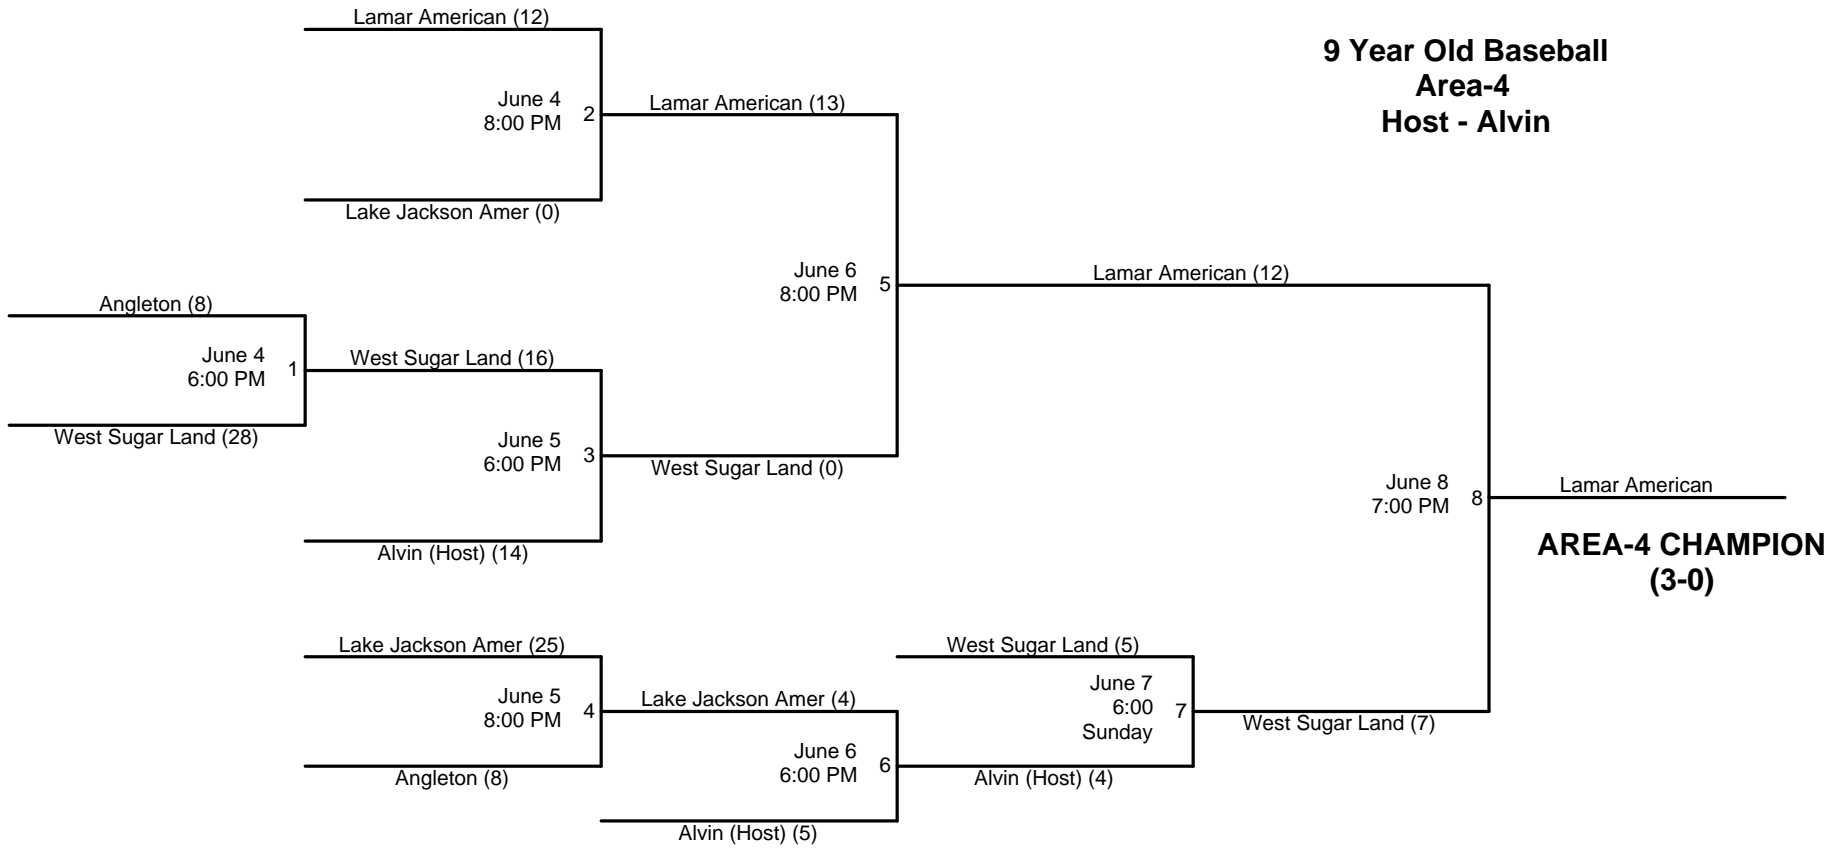 Lamar American (12)
9 Year Old Baseball
Area-4
Host - Alvin
June 4
8:00 PM
2
Lamar American (13)
Lake Jackson Amer (0)
June 6
8:00 PM
5
Lamar American (12)
Angleton (8)
June 4
6:00 PM
1
West Sugar Land (16)
West Sugar Land (28)
June 5
6:00 PM
3
West Sugar Land (0)
Alvin (Host) (14)
June 8
7:00 PM
8
Lamar American
AREA-4 CHAMPION
(3-0)
Lake Jackson Amer (25)
June 5
8:00 PM
4
Lake Jackson Amer (4)
Angleton (8)
June 6
6:00 PM
6
Alvin (Host) (5)
West Sugar Land (5)
June 7
6:00
Sunday
7
West Sugar Land (7)
Alvin (Host) (4)